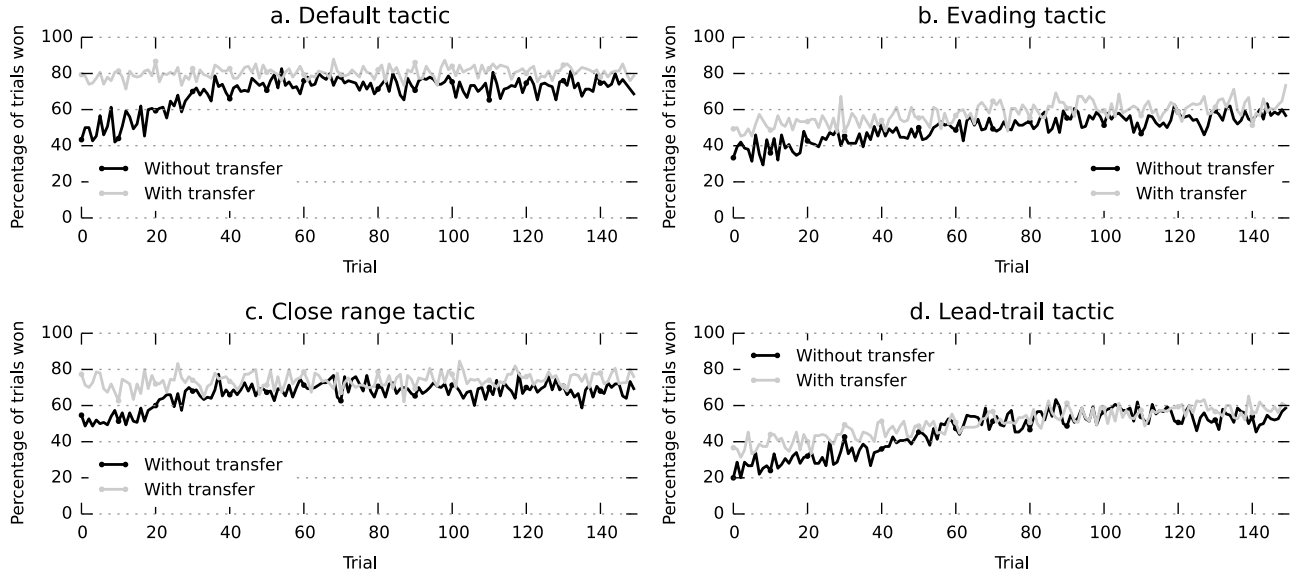 a. Default tactic
Percentage of trials won
100
80
60
40
20
0
Without transfer
With transfer
0 20 40 60 80 100 120 140
Trial
b. Evading tactic
Percentage of trials won
100
80
60
40
20
0
Without transfer
With transfer
0 20 40 60 80 100 120 140
Trial
c. Close range tactic
Percentage of trials won
100
80
60
40
20
0
Without transfer
With transfer
0 20 40 60 80 100 120 140
Trial
d. Lead-trail tactic
Percentage of trials won
100
80
60
40
20
0
Without transfer
With transfer
0 20 40 60 80 100 120 140
Trial